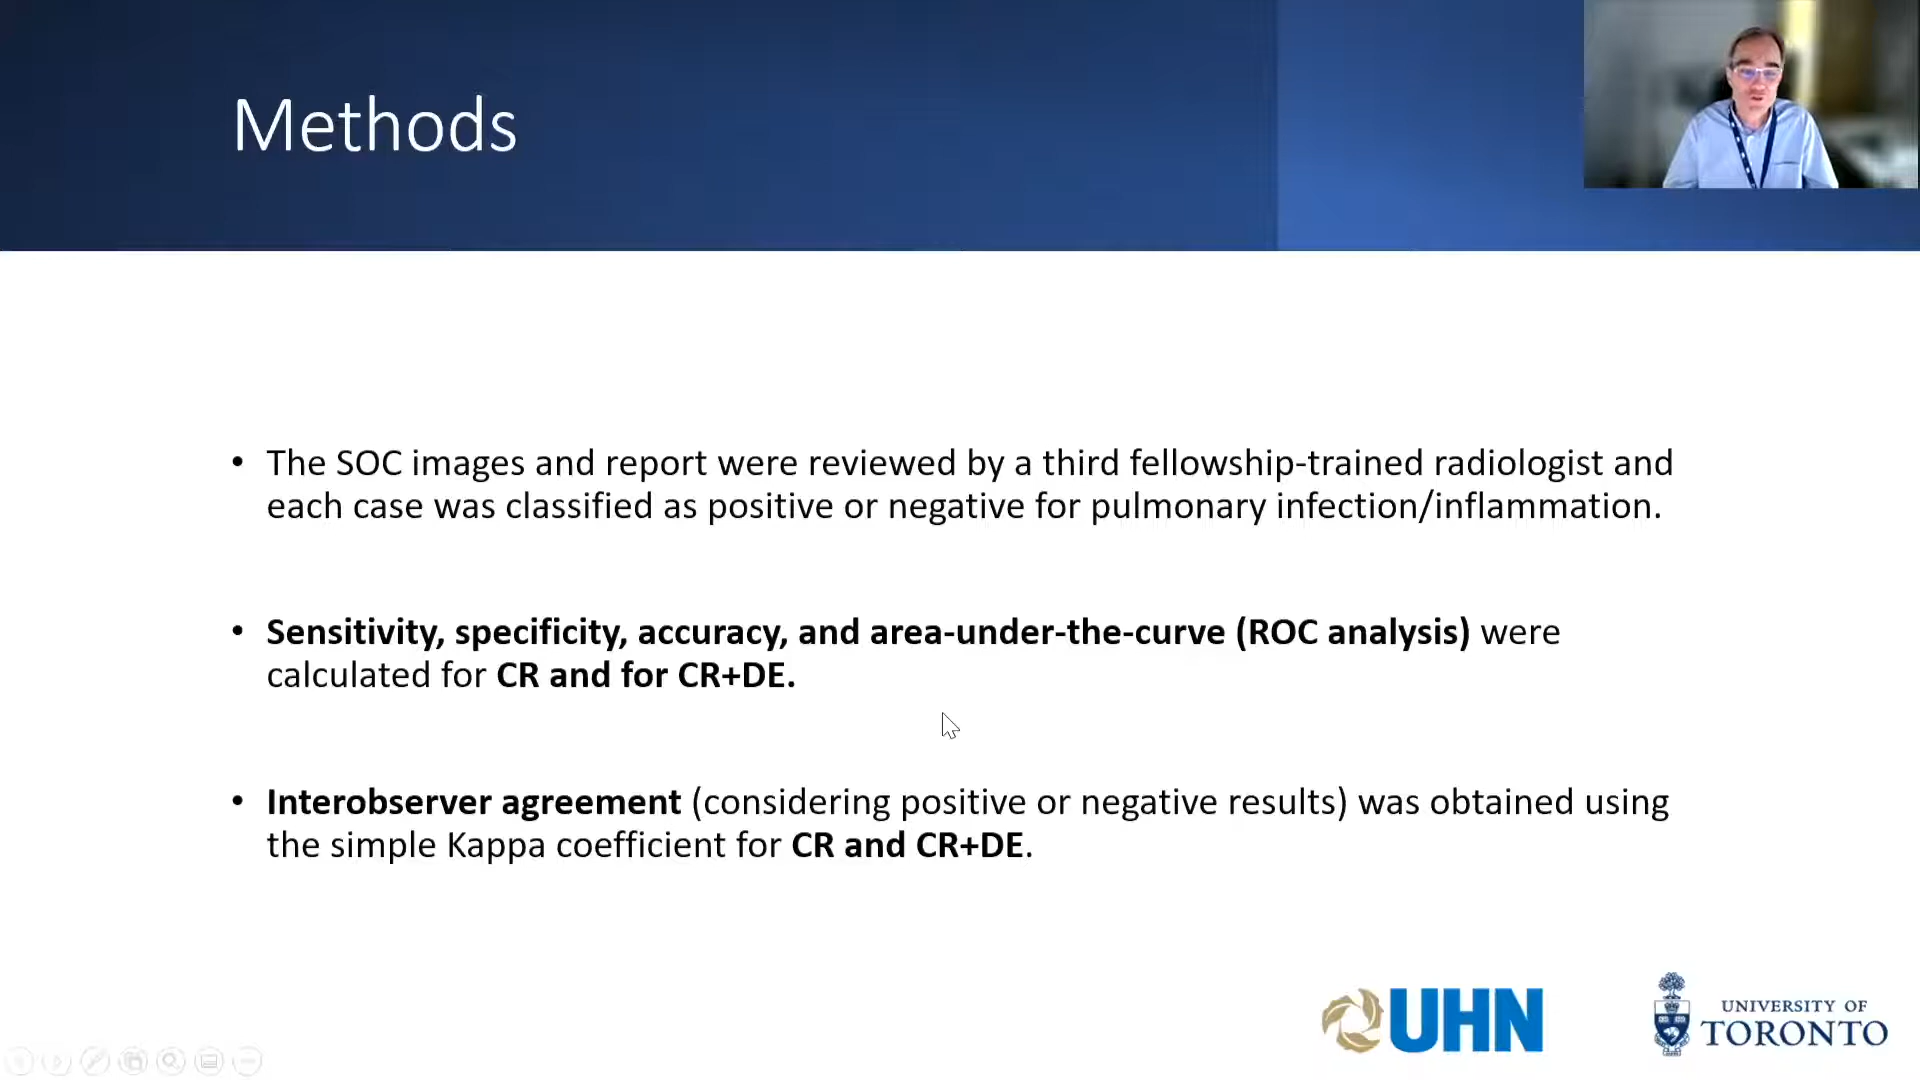 Methods
• The SOC images and report were reviewed by a third fellowship-trained radiologist and
each case was classified as positive or negative for pulmonary infection/inflammation.
• Sensitivity, specificity, accuracy, and area-under-the-curve (ROC analysis) were
calculated for CR and for CR+DE.
• Interobserver agreement (considering positive or negative results) was obtained using
the simple Kappa coefficient for CR and CR+DE.
UHN
UNIVERSITY OF
TORONTO